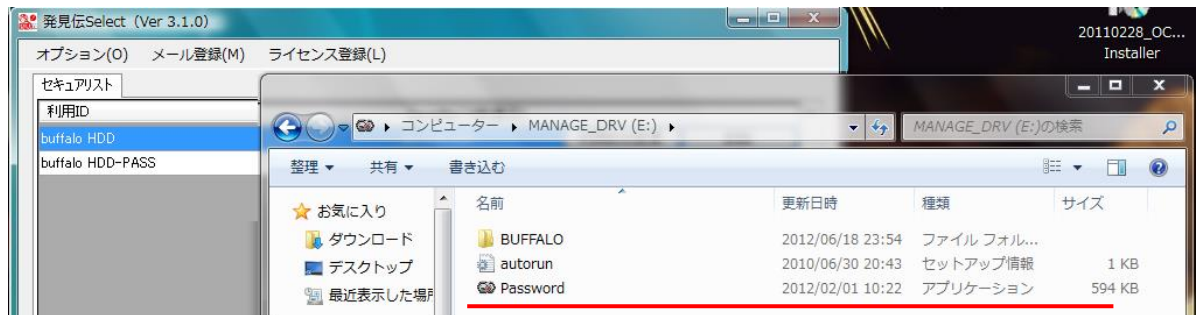 発見伝Select (Ver 3.1.0)
オプション(O) メール登録(M) ライセンス登録(L)
セキュアリスト
利用ID
buffalo HDD
buffalo HDD-PASS
20110228_OC...
Installer
コンピューター MANAGE_DRV (E:)
MANAGE_DRV (E:)の検索
整理 共有 書き込む
お気に入り
ダウンロード
デスクトップ
最近表示した場所
名前 更新日時 種類 サイズ
BUFFALO 2012/06/18 23:54 ファイル フォル...
autorun 2010/06/30 20:43 セットアップ情報 1 KB
Password 2012/02/01 10:22 アプリケーション 594 KB